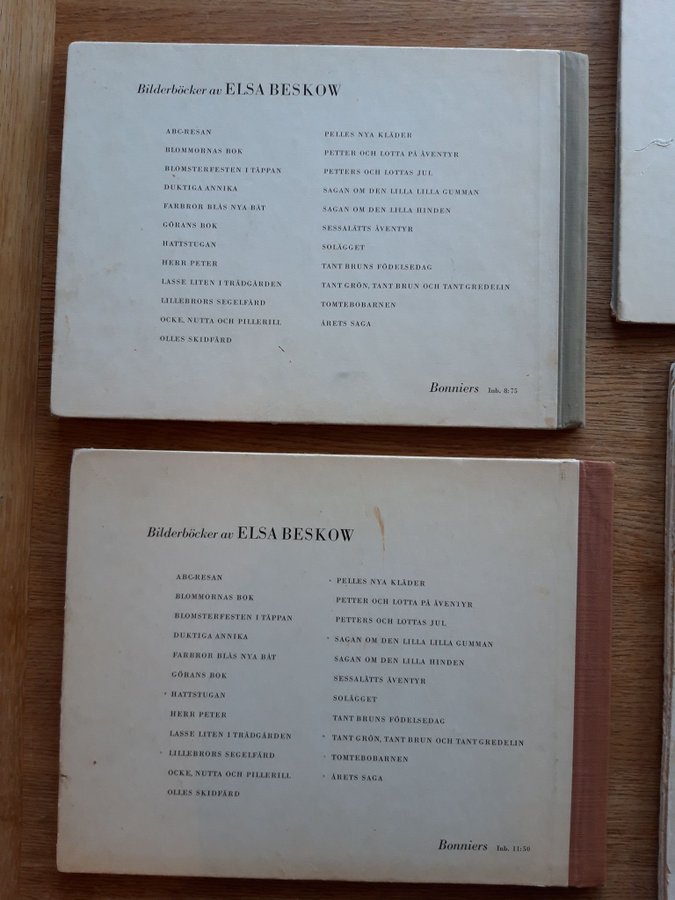 Bilderböcker av ELSA BESKOW
ABC-RESAN
BLOMMORNAS BOK
BLOMSTERFESTEN I TÄPPAN
DUKTIGA ANNIKA
FARBROR BLÅS NYA BÅT
GÖRANS BOK
HATTSTUGAN
HERR PETER
LASSE LITEN I TRÄDGÅRDEN
LILLEBRORS SEGELFÄRD
OCKE, NUTTA OCH PILLERILL
OLLES SKIDFÄRD
PELLES NYA KLÄDER
PETTER OCH LOTTA PÅ ÄVENTYR
PETTERS OCH LOTTAS JUL
SAGAN OM DEN LILLA LILLA GUMMAN
SAGAN OM DEN LILLA HINDEN
SESSALÄTTS ÄVENTYR
SOLÄGGET
TANT BRUNS FÖDELSEDAG
TANT GRÖN, TANT BRUN OCH TANT GREDELIN
TOMTEBOBARNEN
ÅRETS SAGA
Bonniers Inb. 8:75
Bilderböcker av ELSA BESKOW
ABC-RESAN
BLOMMORNAS BOK
BLOMSTERFESTEN I TÄPPAN
DUKTIGA ANNIKA
FARBROR BLÅS NYA BÅT
GÖRANS BOK
* HATTSTUGAN
HERR PETER
LASSE LITEN I TRÄDGÅRDEN
* LILLEBRORS SEGELFÄRD
OCKE, NUTTA OCH PILLERILL
OLLES SKIDFÄRD
* PELLES NYA KLÄDER
PETTER OCH LOTTA PÅ ÄVENTYR
PETTERS OCH LOTTAS JUL
* SAGAN OM DEN LILLA LILLA GUMMAN
SAGAN OM DEN LILLA HINDEN
SESSALÄTTS ÄVENTYR
SOLÄGGET
TANT BRUNS FÖDELSEDAG
* TANT GRÖN, TANT BRUN OCH TANT GREDELIN
* TOMTEBOBARNEN
* ÅRETS SAGA
Bonniers Inb. 11:50